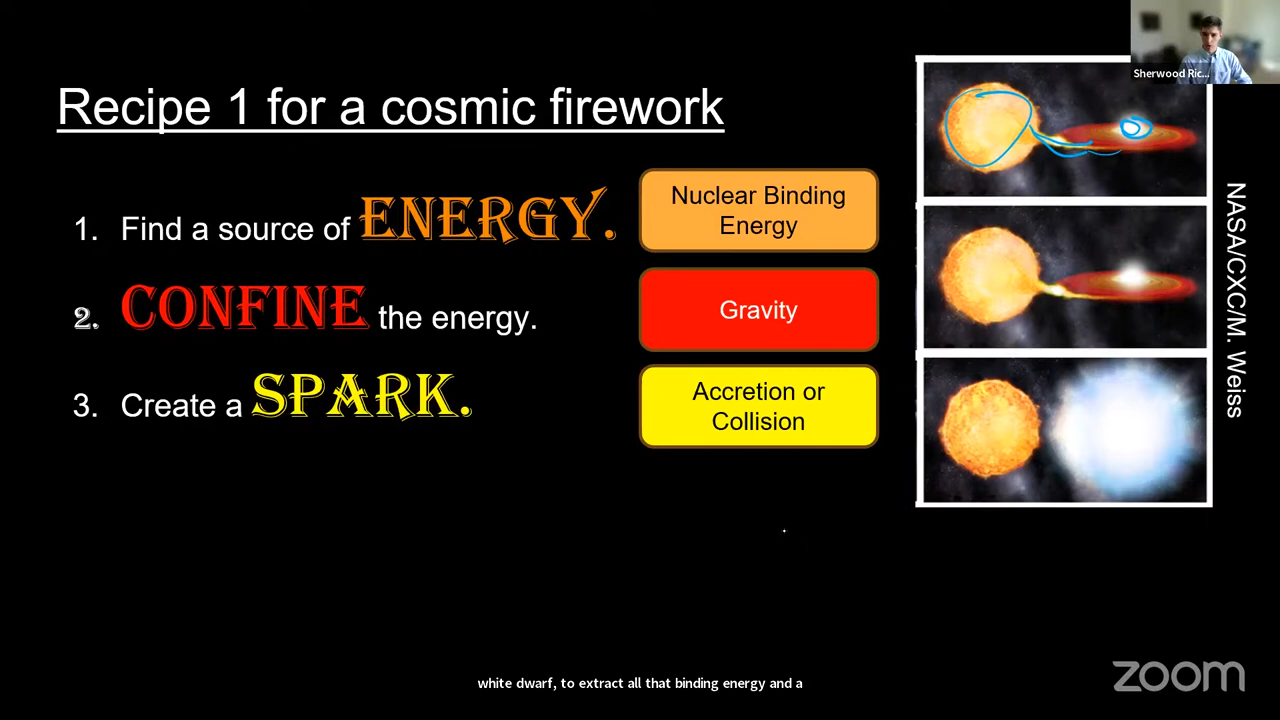 Sherwood Ric...
Recipe 1 for a cosmic firework
1. Find a source of ENERGY.
Nuclear Binding
Energy
2. CONFINE the energy.
Gravity
3. Create a SPARK.
Accretion or
Collision
NASA/CXC/M. Weiss
white dwarf, to extract all that binding energy and a
zoom